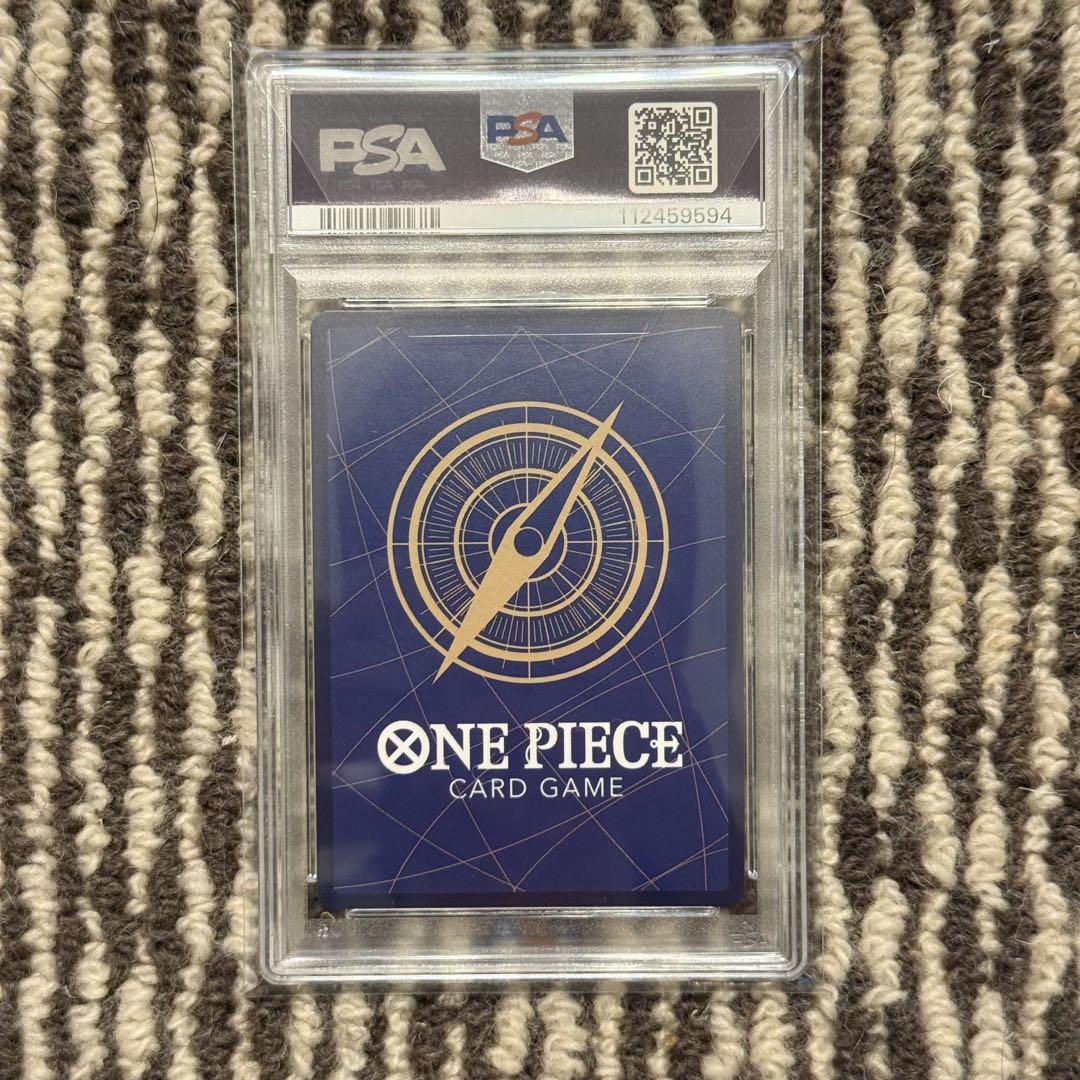 PSA
PSA
112459594
ONE PIECE
CARD GAME